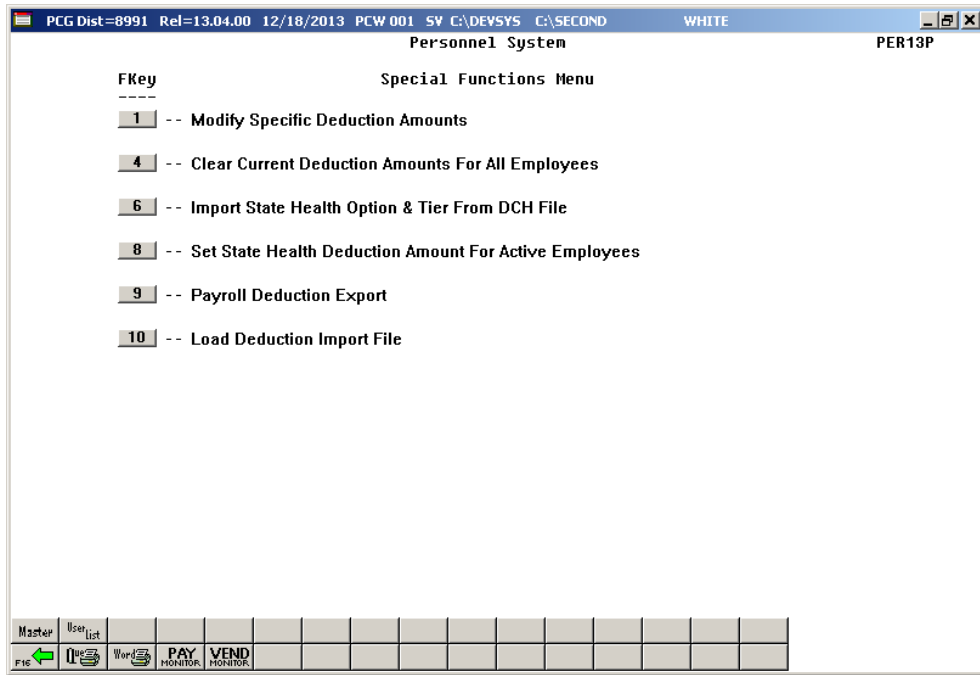 PCG Dist=8991 Rel=13.04.00 12/18/2013 PCW 001 SV C:\DEVSYS C:\SECOND WHITE
Personnel System PER13P
FKey Special Functions Menu
----
1 -- Modify Specific Deduction Amounts
4 -- Clear Current Deduction Amounts For All Employees
6 -- Import State Health Option & Tier From DCH File
8 -- Set State Health Deduction Amount For Active Employees
9 -- Payroll Deduction Export
10 -- Load Deduction Import File
Master User List
F16 Que Word PAY MONITOR VEND MONITOR